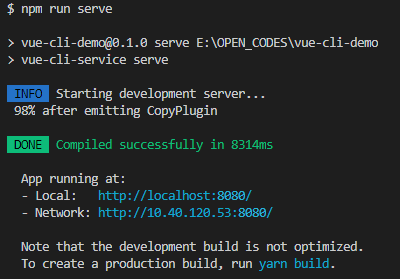 $ npm run serve
> vue-cli-demo@0.1.0 serve E:\OPEN_CODES\vue-cli-demo
> vue-cli-service serve
INFO Starting development server...
98% after emitting CopyPlugin
DONE Compiled successfully in 8314ms
App running at:
- Local: http://localhost:8080/
- Network: http://10.40.120.53:8080/
Note that the development build is not optimized.
To create a production build, run yarn build.